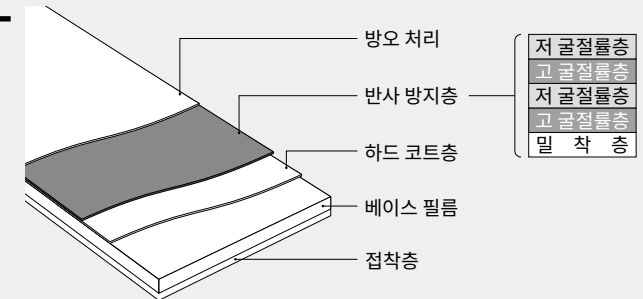 방오 처리
반사 방지층
하드 코트층
베이스 필름
접착층
저 굴절률층
고 굴절률층
저 굴절률층
고 굴절률층
밀 착 층